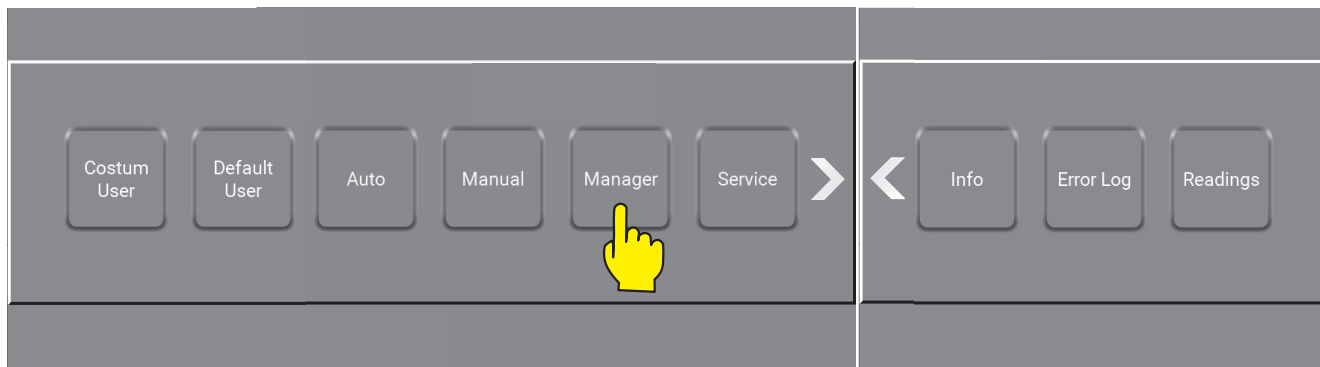 Costum
User
Default
User
Auto
Manual
Manager
Service
Info
Error Log
Readings